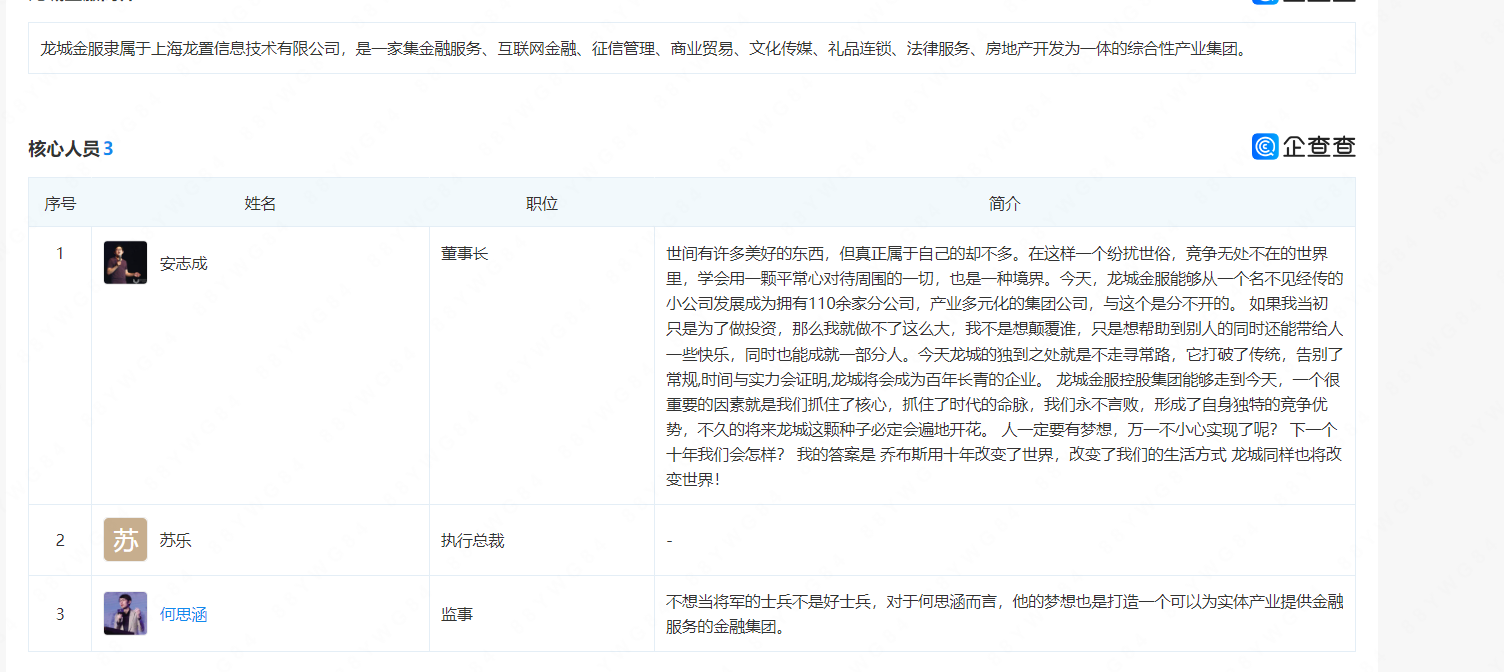 龙城金服隶属于上海龙置信息技术有限公司，是一家集金融服务、互联网金融、征信管理、商业贸易、文化传媒、礼品连锁、法律服务、房地产开发为一体的综合性产业集团。
核心人员 3
企查查
序号 姓名 职位 简介
1 安志成 董事长
世间有许多美好的东西，但真正属于自己的却不多。在这样一个纷扰世俗，竞争无处不在的世界
里，学会用一颗平常心对待周围的一切，也是一种境界。今天，龙城金服能够从一个名不见经传的
小公司发展成为拥有110余家分公司，产业多元化的集团公司，与这个是分不开的。 如果我当初
只是为了做投资，那么我就做不了这么大，我不是想颠覆谁，只是想帮助到别人的同时还能带给人
一些快乐，同时也能成就一部分人。今天龙城的独到之处就是不走寻常路，它打破了传统，告别了
常规,时间与实力会证明,龙城将会成为百年长青的企业。 龙城金服控股集团能够走到今天，一个很
重要的因素就是我们抓住了核心，抓住了时代的命脉，我们永不言败，形成了自身独特的竞争优
势，不久的将来龙城这颗种子必定会遍地开花。 人一定要有梦想，万一不小心实现了呢？ 下一个
十年我们会怎样？ 我的答案是 乔布斯用十年改变了世界，改变了我们的生活方式 龙城同样也将改
变世界！
2 苏 苏乐 执行总裁 -
3 何思涵 监事
不想当将军的士兵不是好士兵，对于何思涵而言，他的梦想也是打造一个可以为实体产业提供金融
服务的金融集团。